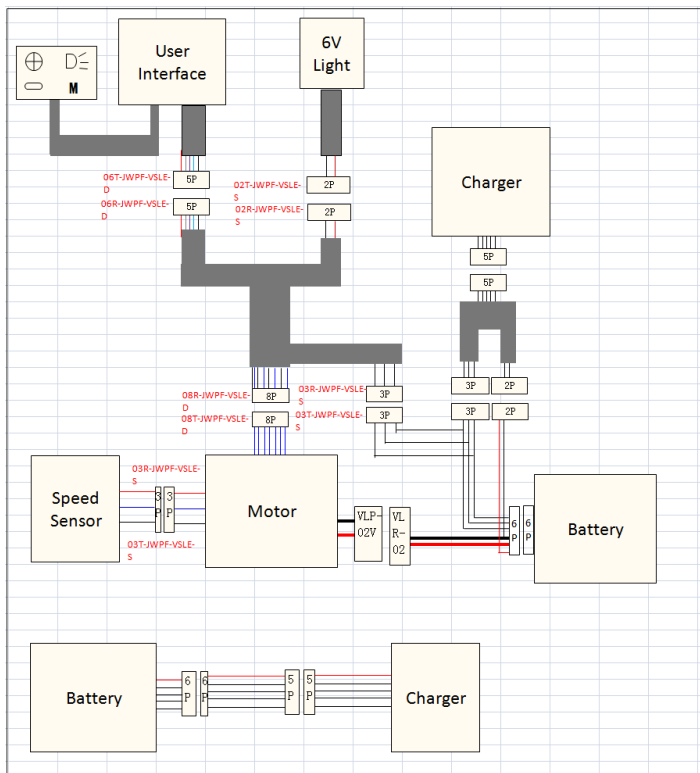 User
Interface
6V
Light
M
Charger
06T-JWPF-VSLE-
D
5P
02T-JWPF-VSLE-
S
2P
06R-JWPF-VSLE-
D
5P
02R-JWPF-VSLE-
S
2P
5P
5P
08R-JWPF-VSLE-
D
8P
03R-JWPF-VSLE-
S
3P
3P
2P
08T-JWPF-VSLE-
D
8P
03T-JWPF-VSLE-
S
3P
3P
2P
03R-JWPF-VSLE-
S
Speed
Sensor
3
P
3
P
03T-JWPF-VSLE-
S
Motor
VLP-
02V
VL
R-
02
6
P
6
P
Battery
Battery
6
P
6
P
5
P
5
P
Charger